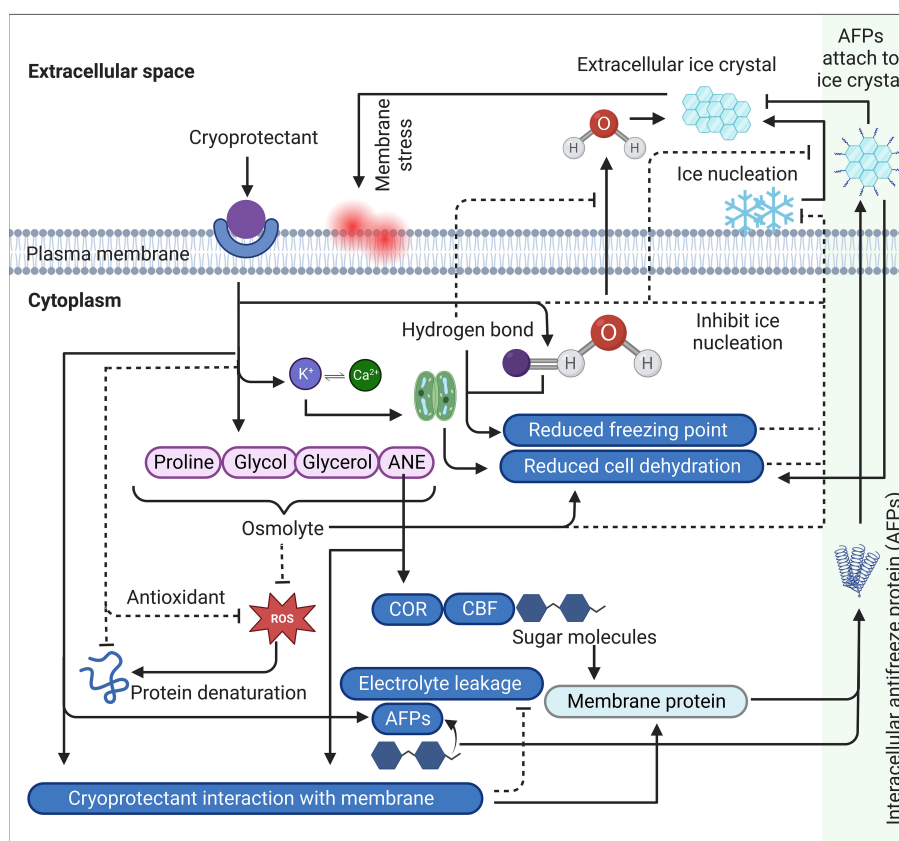 AFPs
attach to
ice crysta
Extracellular ice crystal
Extracellular space
Membrane
stress
Cryoprotectant
O
H
H
Ice nucleation
Plasma membrane
Cytoplasm
Hydrogen bond
Inhibit ice
nucleation
O
H
H
K+
Ca2+
Reduced freezing point
Proline
Glycol
Glycerol
ANE
Reduced cell dehydration
Osmolyte
Antioxidant
ROS
COR
CBF
Sugar molecules
Protein denaturation
Electrolyte leakage
Membrane protein
AFPs
Cryoprotectant interaction with membrane
Interacellular antifreeze protein (AFPs)